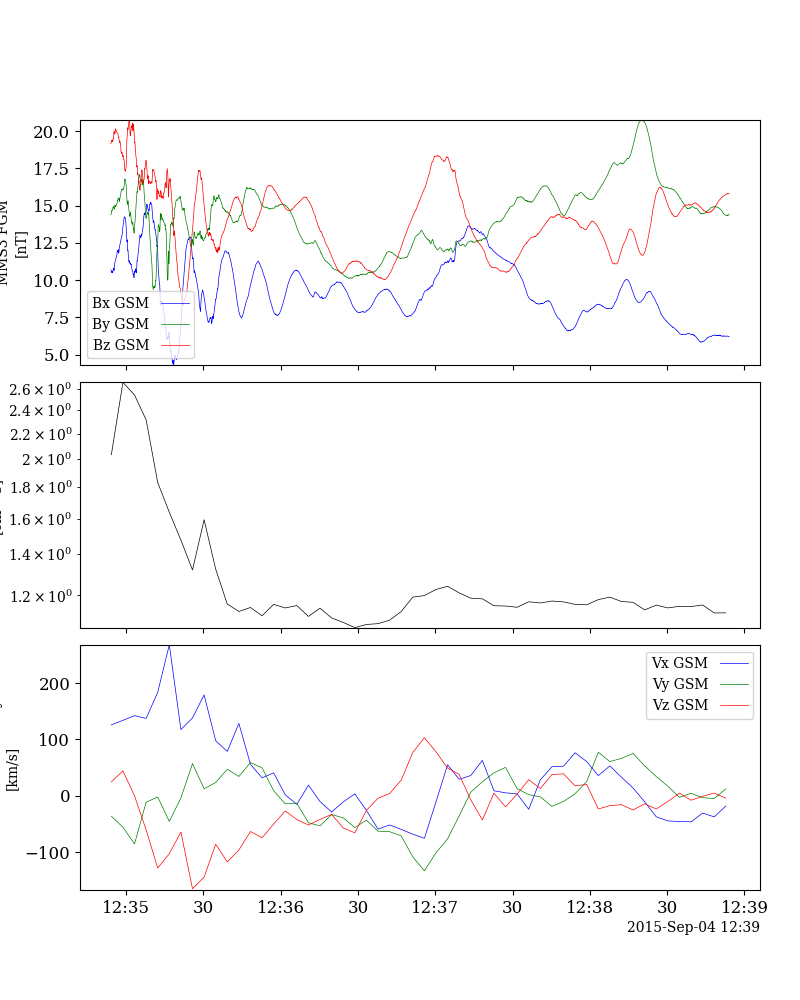 20.0
17.5
15.0
12.5
10.0
7.5
5.0
MMS3 FGM
[nT]
Bx GSM
By GSM
Bz GSM
2.6 × 10⁰
2.4 × 10⁰
2.2 × 10⁰
2 × 10⁰
1.8 × 10⁰
1.6 × 10⁰
1.4 × 10⁰
1.2 × 10⁰
200
100
0
−100
[km/s]
Vx GSM
Vy GSM
Vz GSM
12:35 30 12:36 30 12:37 30 12:38 30 12:39
2015-Sep-04 12:39